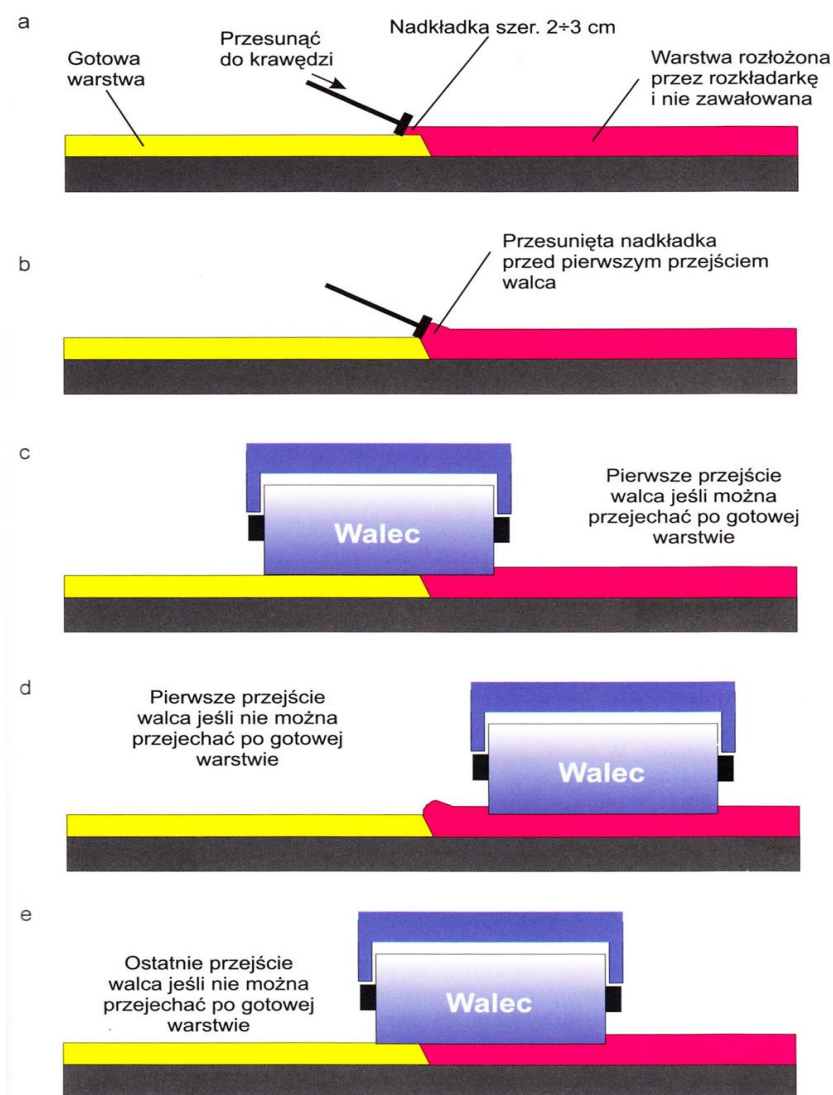 a
Gotowa
warstwa
Przesunąć
do krawędzi
Nadkładka szer. 2÷3 cm
Warstwa rozłożona
przez rozkładarkę
i nie zawałowana
b
Przesunięta nadkładka
przed pierwszym przejściem
walca
c
Walec
Pierwsze przejście
walca jeśli można
przejechać po gotowej
warstwie
d
Pierwsze przejście
walca jeśli nie można
przejechać po gotowej
warstwie
Walec
e
Ostatnie przejście
walca jeśli nie można
przejechać po gotowej
warstwie
Walec